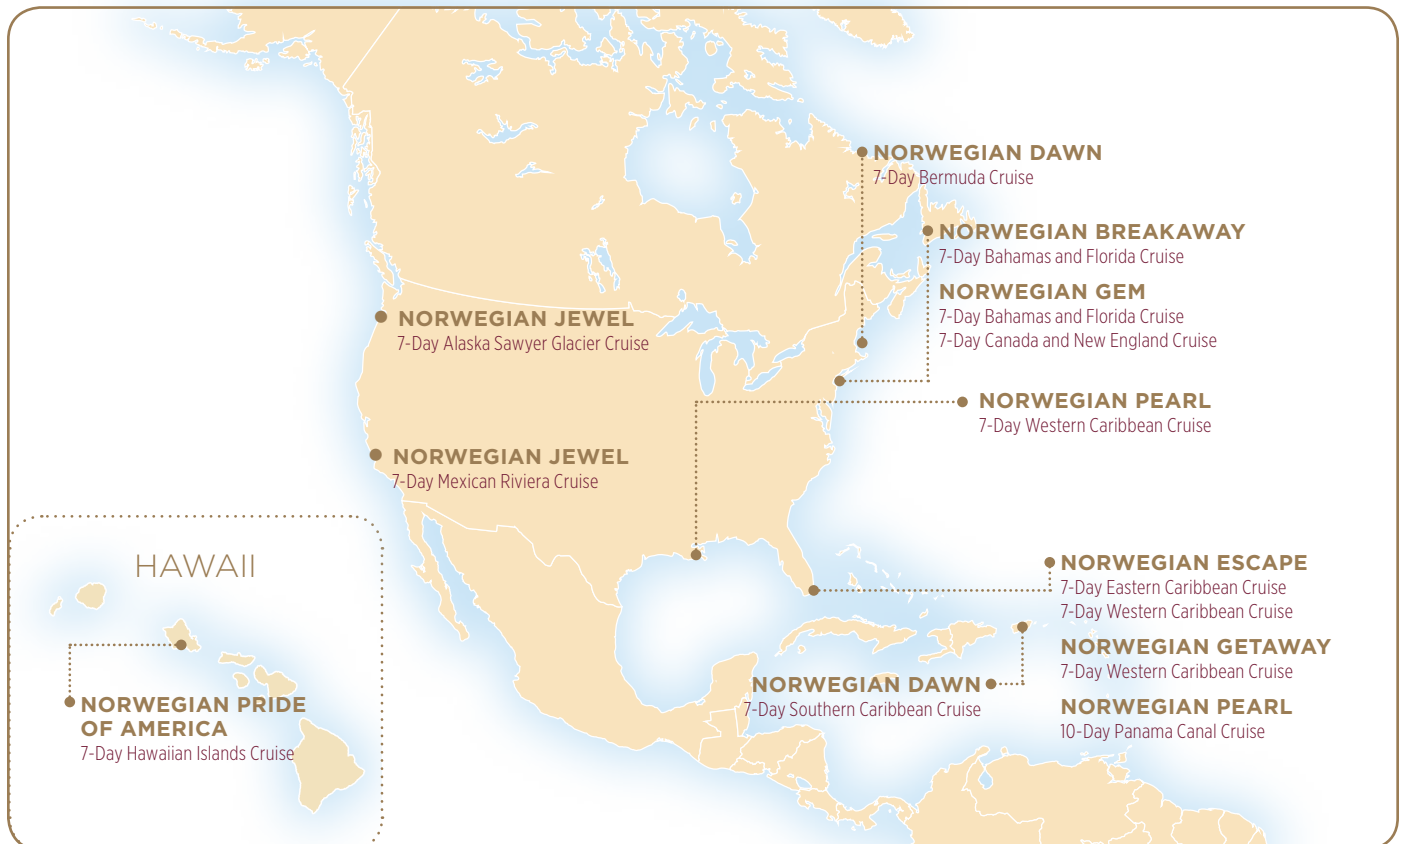 NORWEGIAN DAWN
7-Day Bermuda Cruise
NORWEGIAN BREAKAWAY
7-Day Bahamas and Florida Cruise
NORWEGIAN GEM
7-Day Bahamas and Florida Cruise
7-Day Canada and New England Cruise
NORWEGIAN JEWEL
7-Day Alaska Sawyer Glacier Cruise
NORWEGIAN PEARL
7-Day Western Caribbean Cruise
NORWEGIAN JEWEL
7-Day Mexican Riviera Cruise
HAWAII
NORWEGIAN PRIDE
OF AMERICA
7-Day Hawaiian Islands Cruise
NORWEGIAN ESCAPE
7-Day Eastern Caribbean Cruise
7-Day Western Caribbean Cruise
NORWEGIAN GETAWAY
7-Day Western Caribbean Cruise
NORWEGIAN PEARL
10-Day Panama Canal Cruise
NORWEGIAN DAWN
7-Day Southern Caribbean Cruise